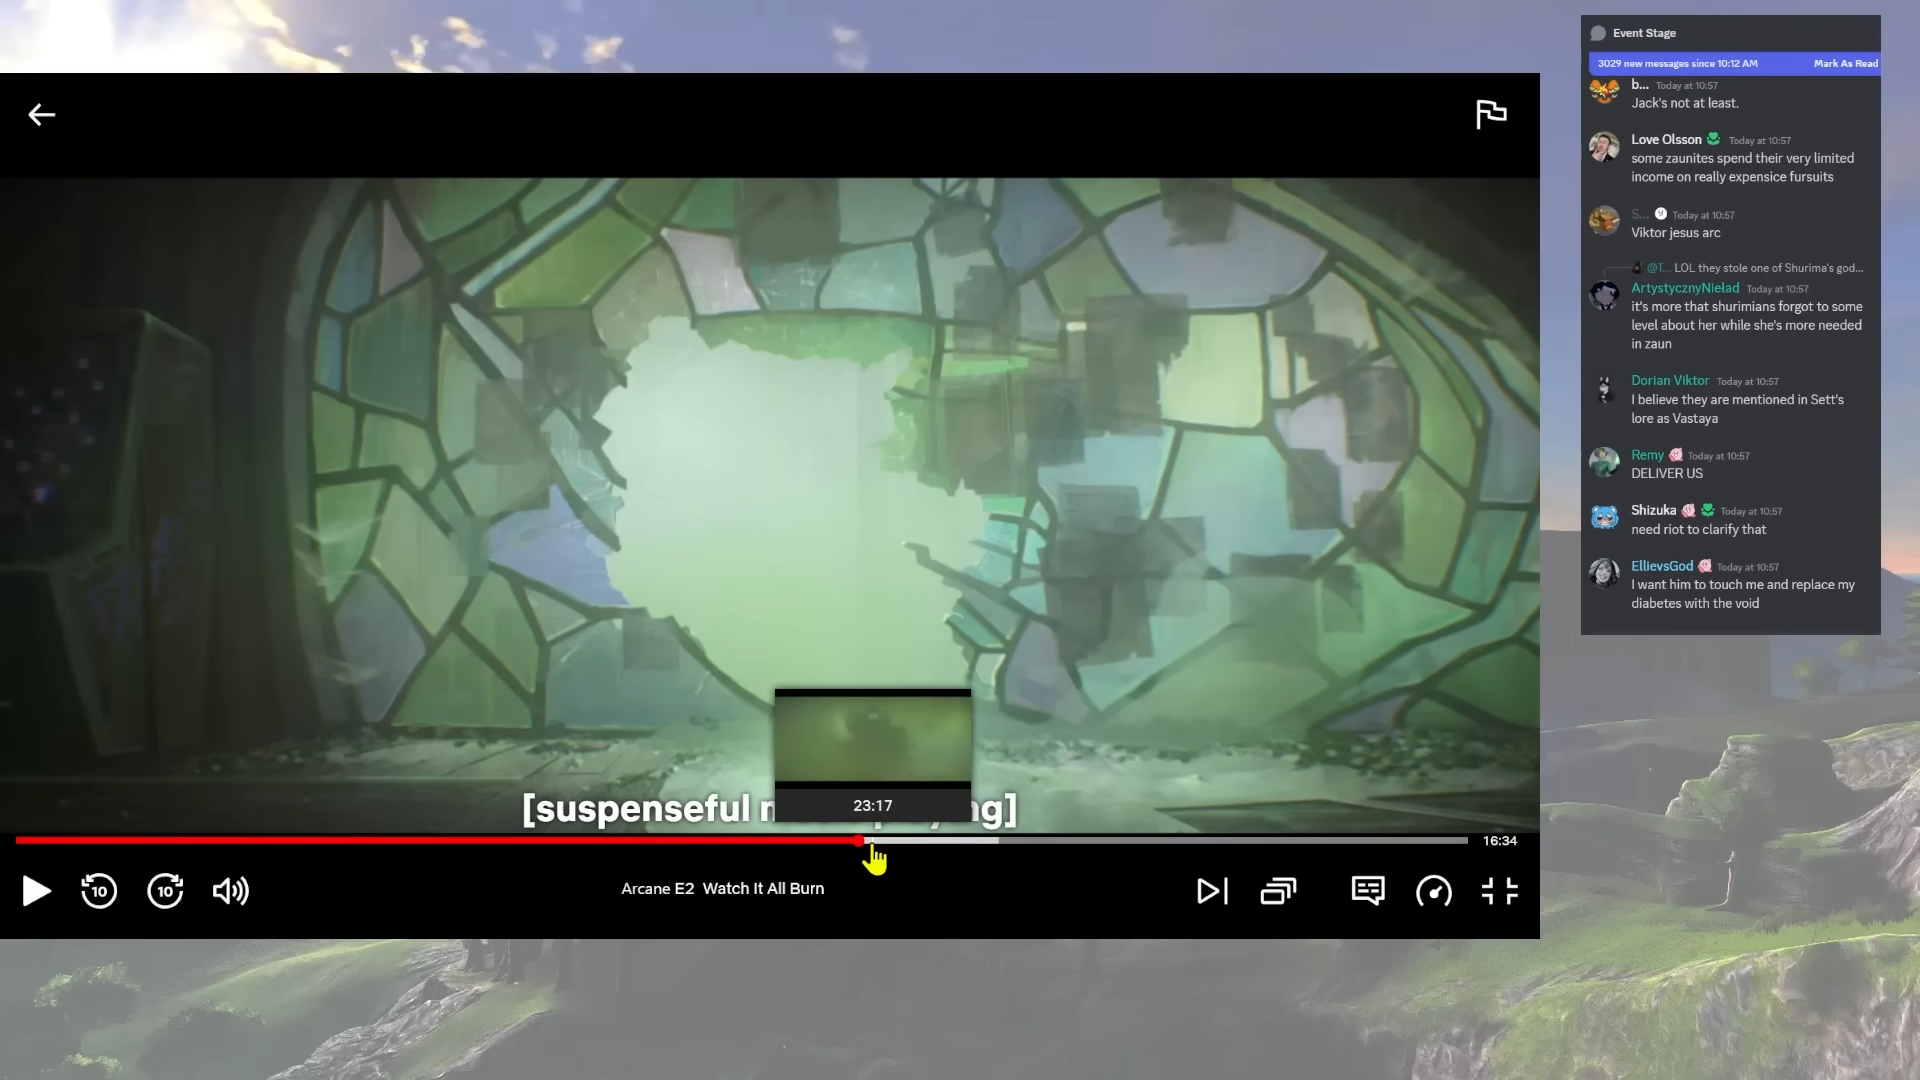 Event Stage
3029 new messages since 10:12 AM Mark As Read
b... Today at 10:57
Jack's not at least.
Love Olsson Today at 10:57
some zaunites spend their very limited
income on really expensice fursuits
S... Today at 10:57
Viktor jesus arc
@T... LOL they stole one of Shurima's god...
ArtystycznyNieład Today at 10:57
it's more that shurimians forgot to some
level about her while she's more needed
in zaun
Dorian Viktor Today at 10:57
I believe they are mentioned in Sett's
lore as Vastaya
Remy Today at 10:57
DELIVER US
Shizuka Today at 10:57
need riot to clarify that
EllievsGod Today at 10:57
I want him to touch me and replace my
diabetes with the void
[suspenseful
23:17
16:34
10
10
Arcane E2 Watch It All Burn